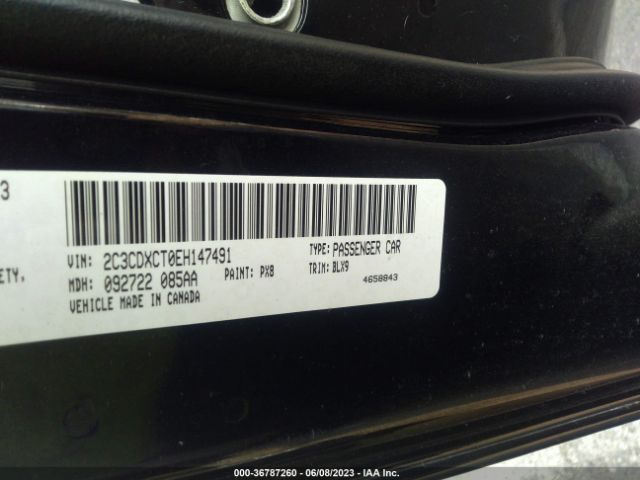 3
VIN: 2C3CDXCT0EH147491 TYPE: PASSENGER CAR
ETY. MDH: 092722 085AA PAINT: PX8 TRIM: BLX9
VEHICLE MADE IN CANADA 4658843
000-36787260 - 06/08/2023 - IAA Inc.